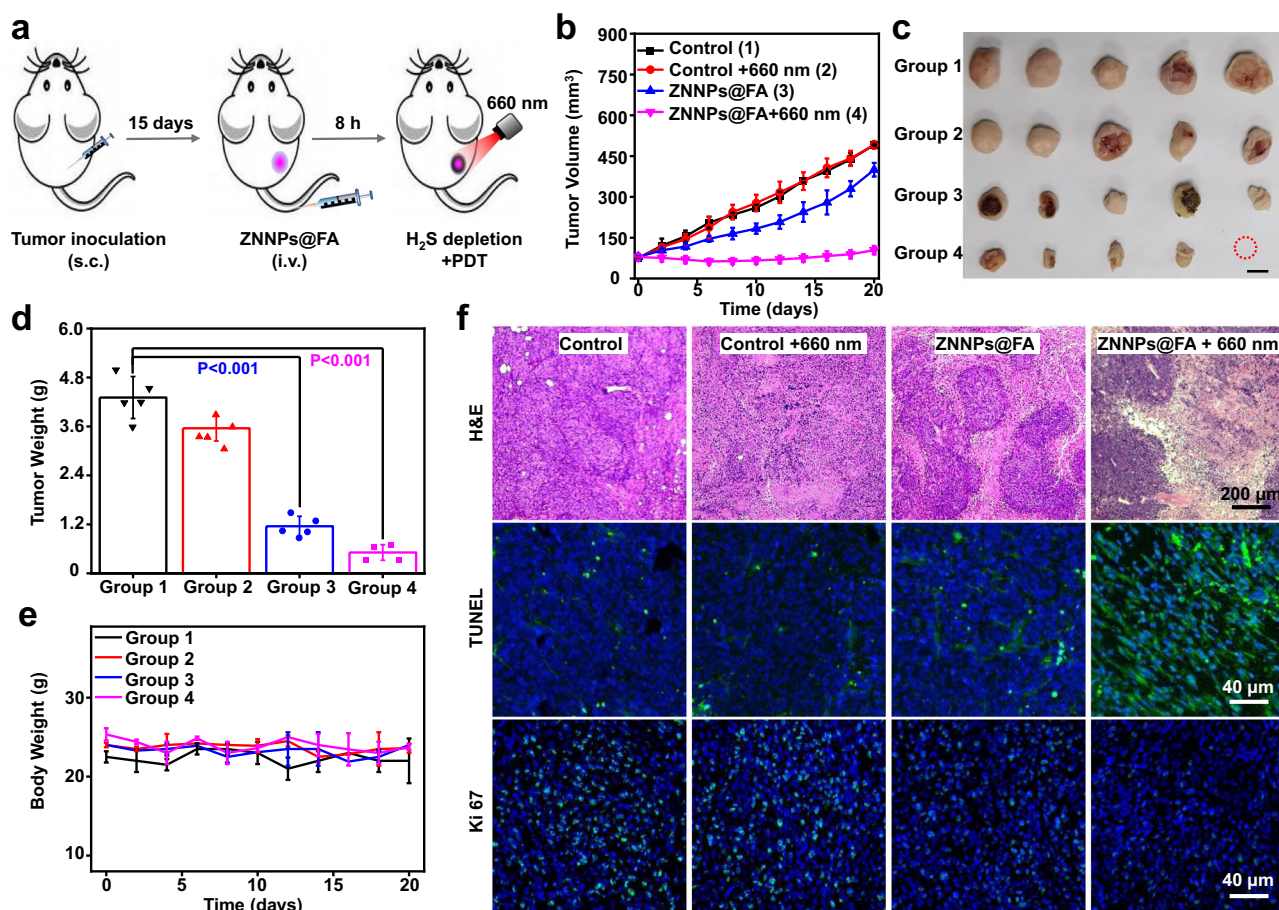 a
660 nm
15 days
8 h
Tumor inoculation
(s.c.)
ZNNPs@FA
(i.v.)
H₂S depletion
+PDT
b
Tumor Volume (mm³)
900
750
600
450
300
150
0
Control (1)
Control +660 nm (2)
ZNNPs@FA (3)
ZNNPs@FA+660 nm (4)
0 5 10 15 20
Time (days)
c
Group 1
Group 2
Group 3
Group 4
d
Tumor Weight (g)
6.0
4.8
3.6
2.4
1.2
0
P<0.001
P<0.001
Group 1 Group 2 Group 3 Group 4
e
Body Weight (g)
30
20
10
Group 1
Group 2
Group 3
Group 4
0 5 10 15 20
Time (days)
f
Control
Control +660 nm
ZNNPs@FA
ZNNPs@FA + 660 nm
H&E
200 µm
TUNEL
40 µm
Ki 67
40 µm